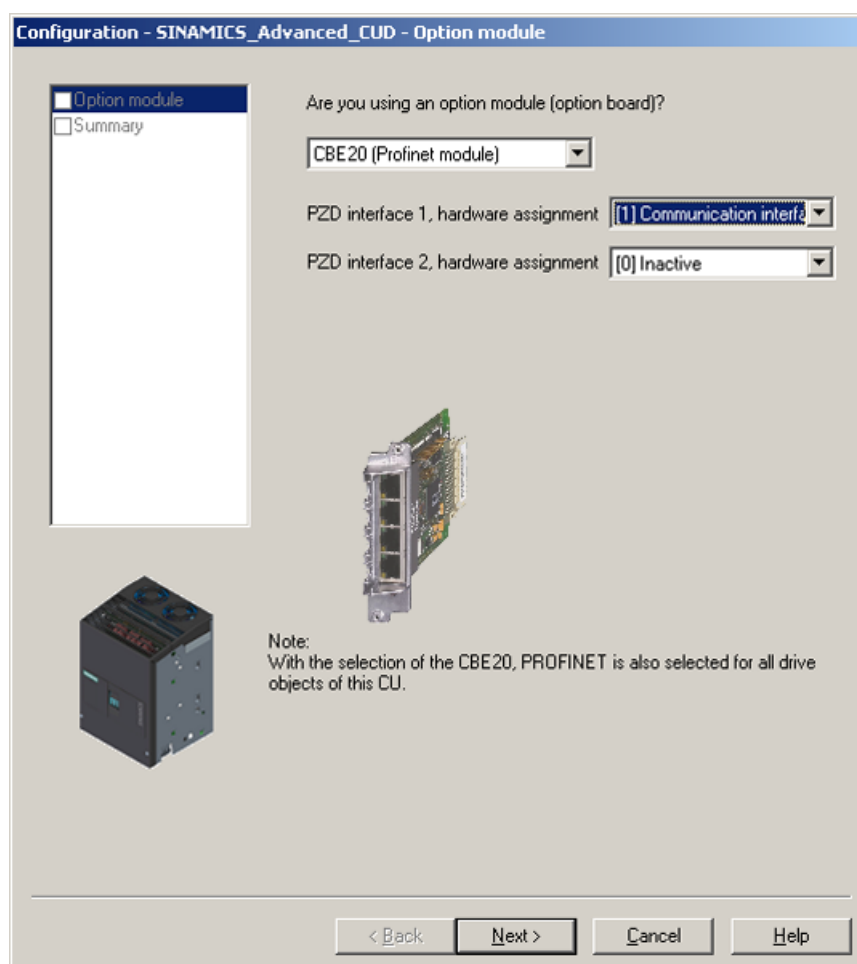 Configuration - SINAMICS_Advanced_CUD - Option module
Option module
Summary
Are you using an option module (option board)?
CBE20 (Profinet module)
PZD interface 1, hardware assignment [1] Communication interfa
PZD interface 2, hardware assignment [0] Inactive
Note:
With the selection of the CBE20, PROFINET is also selected for all drive
objects of this CU.
< Back Next > Cancel Help